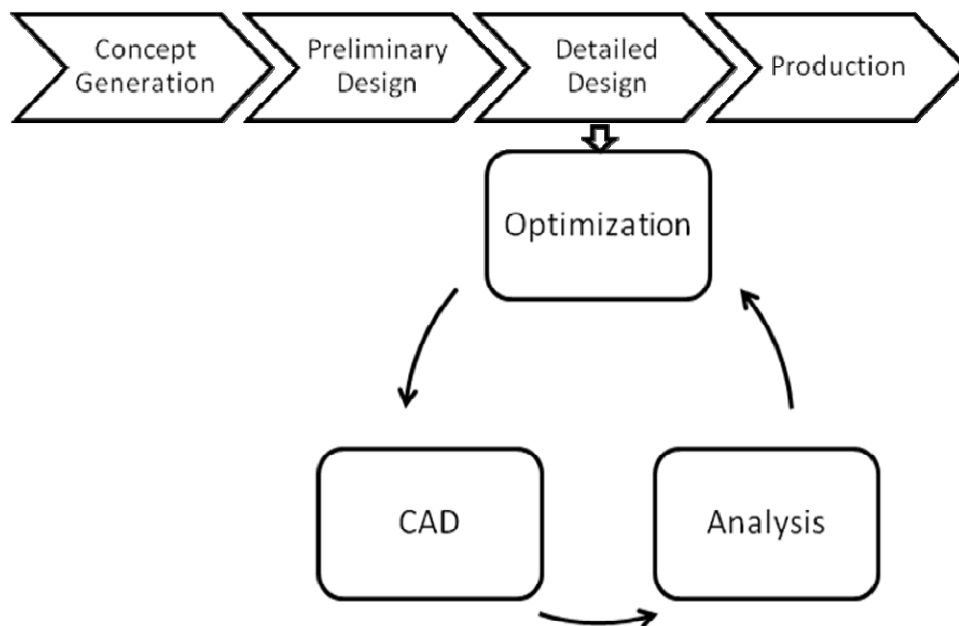 Concept
Generation
Preliminary
Design
Detailed
Design
Production
Optimization
CAD
Analysis